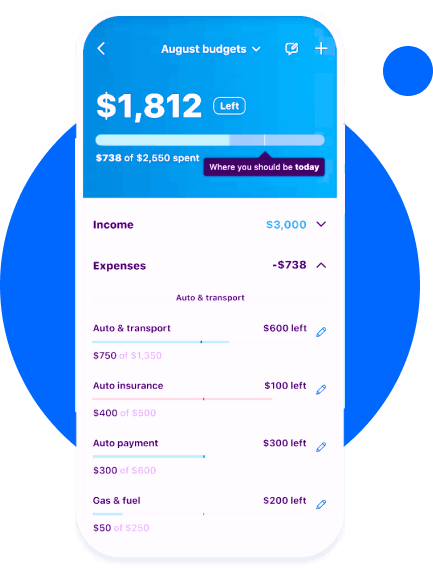 August budgets
$1,812 Left
$738 of $2,550 spent
Where you should be today
Income $3,000
Expenses -$738
Auto & transport
Auto & transport $600 left
$750 of $1,350
Auto insurance $100 left
$400 of $500
Auto payment $300 left
$300 of $600
Gas & fuel $200 left
$50 of $250